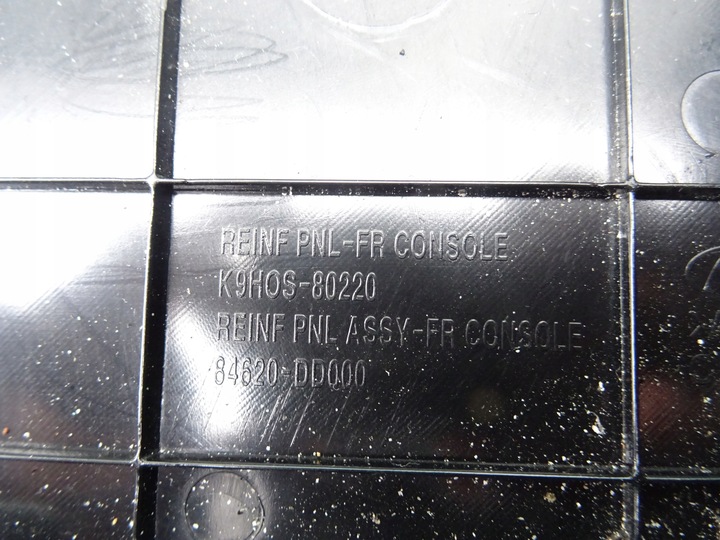 REINF PNL-FR CONSOLE
K9HOS-80220
REINF PNL ASSY-FR CONSOLE
84620-DD000